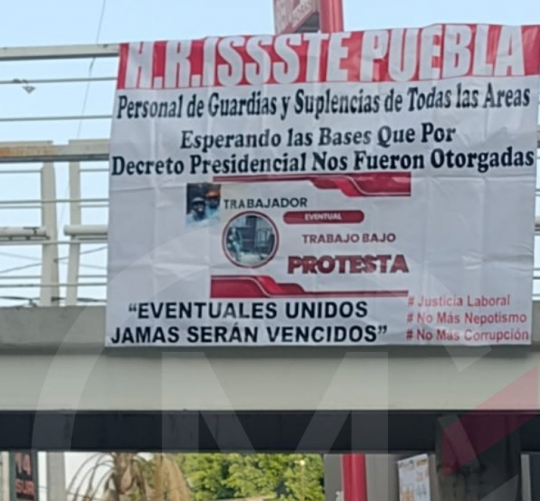 H.R.ISSSTE PUEBLA
Personal de Guardias y Suplencias de Todas las Areas
Esperando las Bases Que Por
Decreto Presidencial Nos Fueron Otorgadas
TRABAJADOR
EVENTUAL
TRABAJO BAJO
PROTESTA
"EVENTUALES UNIDOS
JAMAS SERÁN VENCIDOS"
# Justicia Laboral
# No Más Nepotismo
# No Más Corrupción
14
SUR